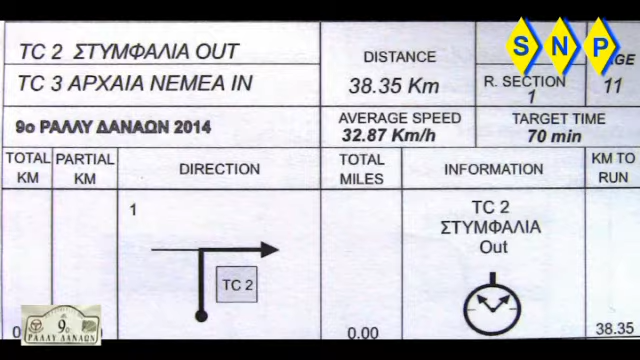 TC 2 ΣΤΥΜΦΑΛΙΑ OUT
TC 3 ΑΡΧΑΙΑ ΝΕΜΕΑ IN
DISTANCE
38.35 Km
R. SECTION
1
11
SNP
9ο ΡΑΛΛΥ ΔΑΝΑΩΝ 2014
AVERAGE SPEED
32.87 Km/h
TARGET TIME
70 min
TOTAL KM
PARTIAL KM
DIRECTION
TOTAL MILES
INFORMATION
KM TO RUN
1
TC 2
TC 2
ΣΤΥΜΦΑΛΙΑ
Out
0.00
38.35
9ο
ΡΑΛΛΥ ΔΑΝΑΩΝ